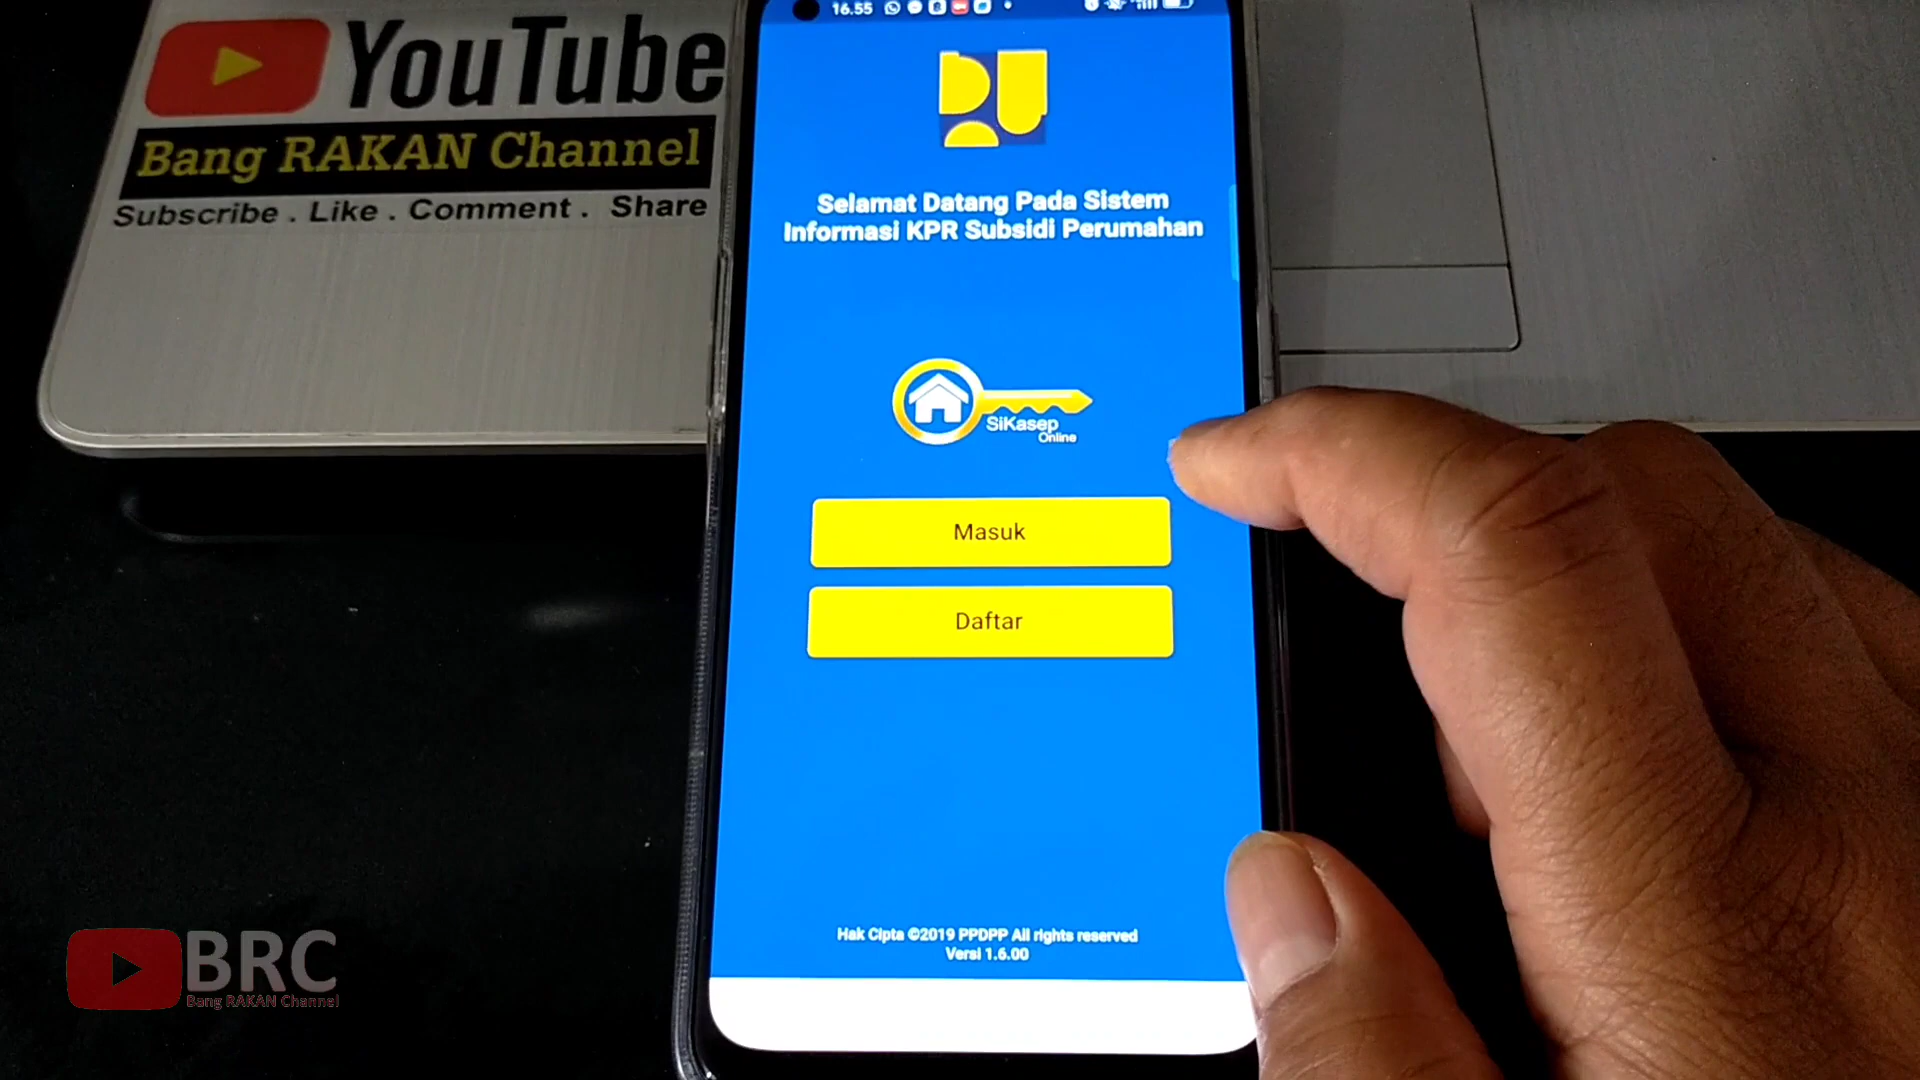 YouTube
Bang RAKAN Channel
Subscribe . Like . Comment . Share
16.55
Selamat Datang Pada Sistem
Informasi KPR Subsidi Perumahan
SiKasep
Online
Masuk
Daftar
Hak Cipta ©2019 PPDPP All rights reserved
Versi 1.6.00
BRC
Bang RAKAN Channel